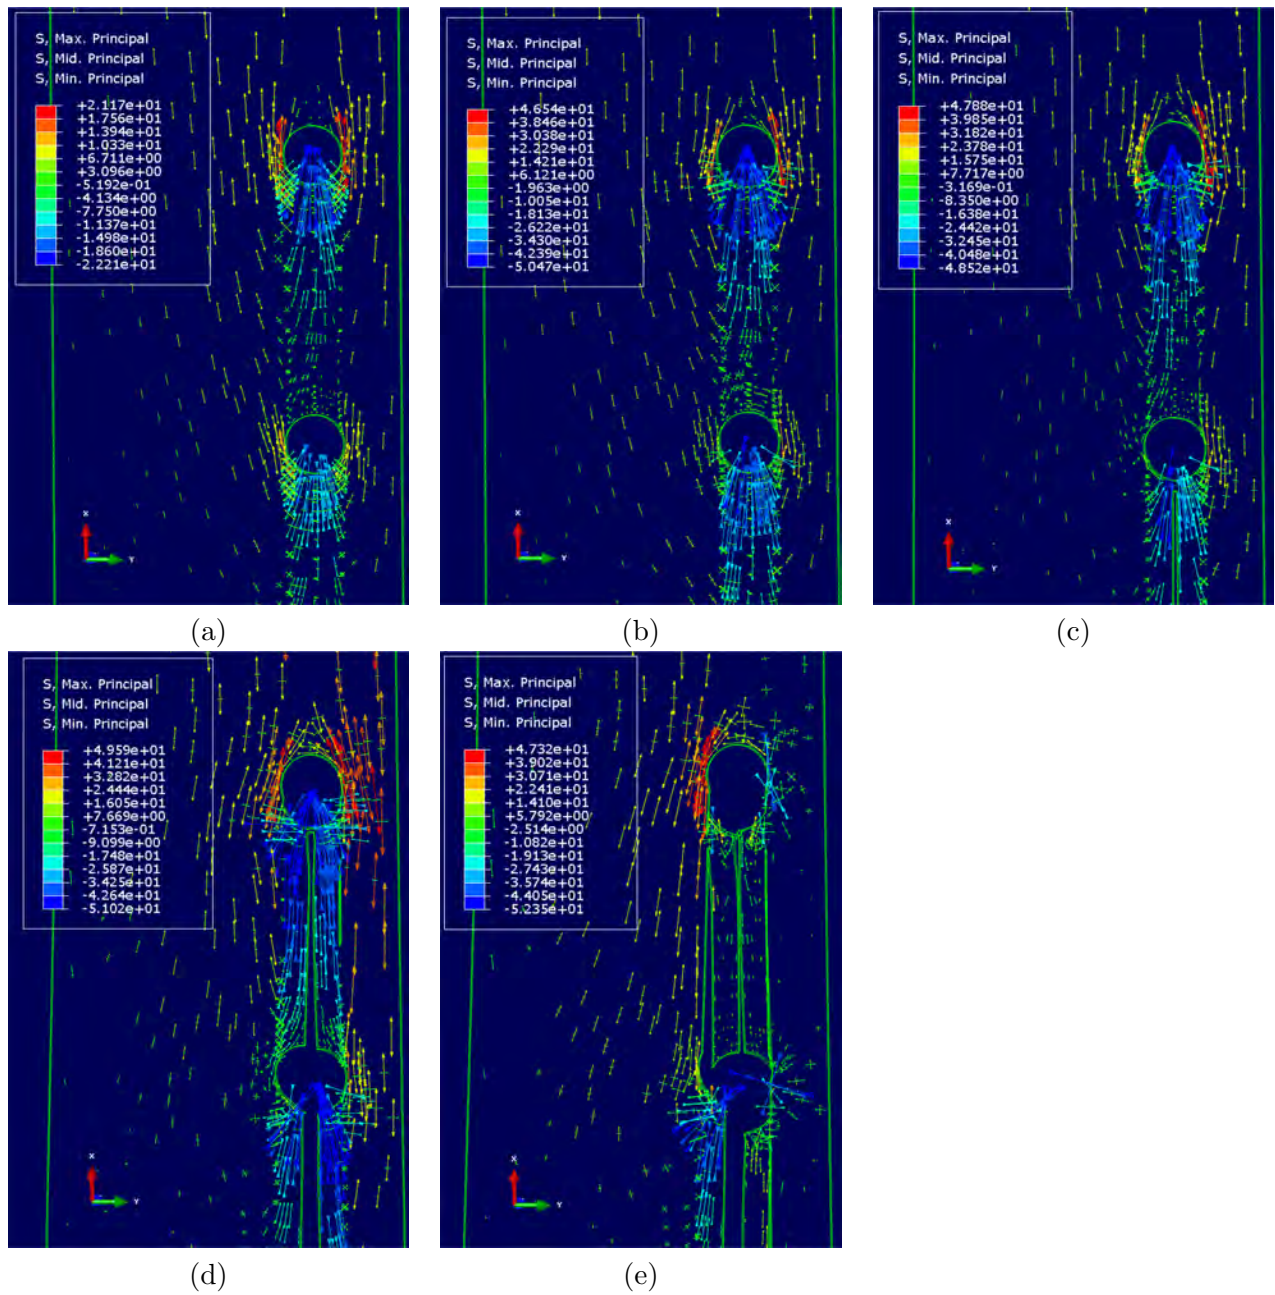 S, Max. Principal
S, Mid. Principal
S, Min. Principal
+2.117e+01
+1.756e+01
+1.394e+01
+1.033e+01
+6.711e+00
+3.096e+00
-5.192e-01
-4.134e+00
-7.750e+00
-1.137e+01
-1.498e+01
-1.860e+01
-2.221e+01
X
Y
(a)
S, Max. Principal
S, Mid. Principal
S, Min. Principal
+4.654e+01
+3.846e+01
+3.038e+01
+2.229e+01
+1.421e+01
+6.121e+00
-1.963e+00
-1.005e+01
-1.813e+01
-2.622e+01
-3.430e+01
-4.239e+01
-5.047e+01
X
Y
(b)
S, Max. Principal
S, Mid. Principal
S, Min. Principal
+4.788e+01
+3.985e+01
+3.182e+01
+2.378e+01
+1.575e+01
+7.717e+00
-3.169e-01
-8.350e+00
-1.638e+01
-2.442e+01
-3.245e+01
-4.048e+01
-4.852e+01
X
Y
(c)
S, Max. Principal
S, Mid. Principal
S, Min. Principal
+4.959e+01
+4.121e+01
+3.282e+01
+2.444e+01
+1.605e+01
+7.669e+00
-7.153e-01
-9.099e+00
-1.748e+01
-2.587e+01
-3.425e+01
-4.264e+01
-5.102e+01
X
Y
(d)
S, Max. Principal
S, Mid. Principal
S, Min. Principal
+4.732e+01
+3.902e+01
+3.071e+01
+2.241e+01
+1.410e+01
+5.792e+00
-2.514e+00
-1.082e+01
-1.913e+01
-2.743e+01
-3.574e+01
-4.405e+01
-5.235e+01
X
Y
(e)